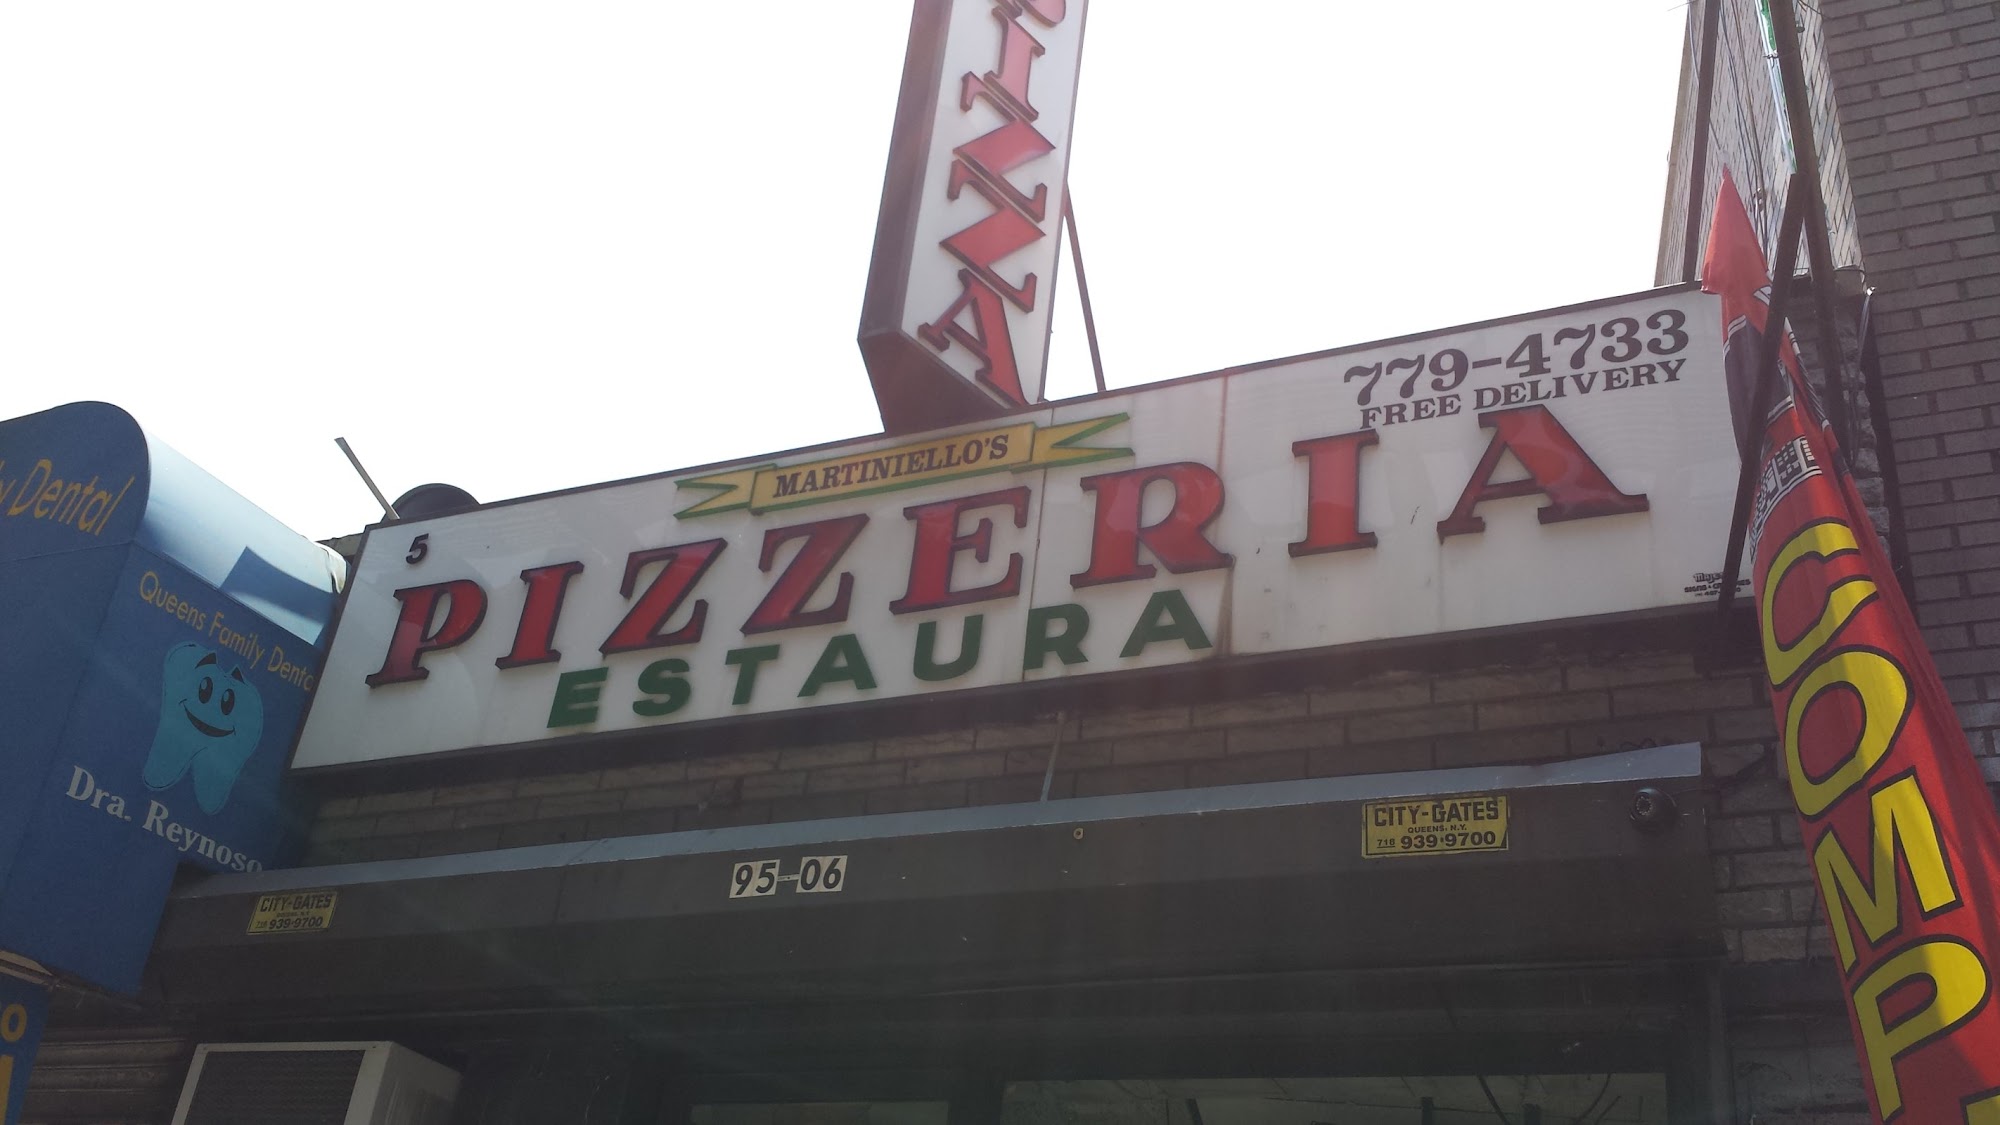 PIZZA
779-4733
FREE DELIVERY
MARTINIELLO'S
5
PIZZERIA
ESTAURA
y Dental
Queens Family Denta
Dra. Reynoso
95-06
CITY-GATES
QUEENS, N.Y.
718 939-9700
CITY-GATES
QUEENS, N.Y.
718 939-9700
COMP